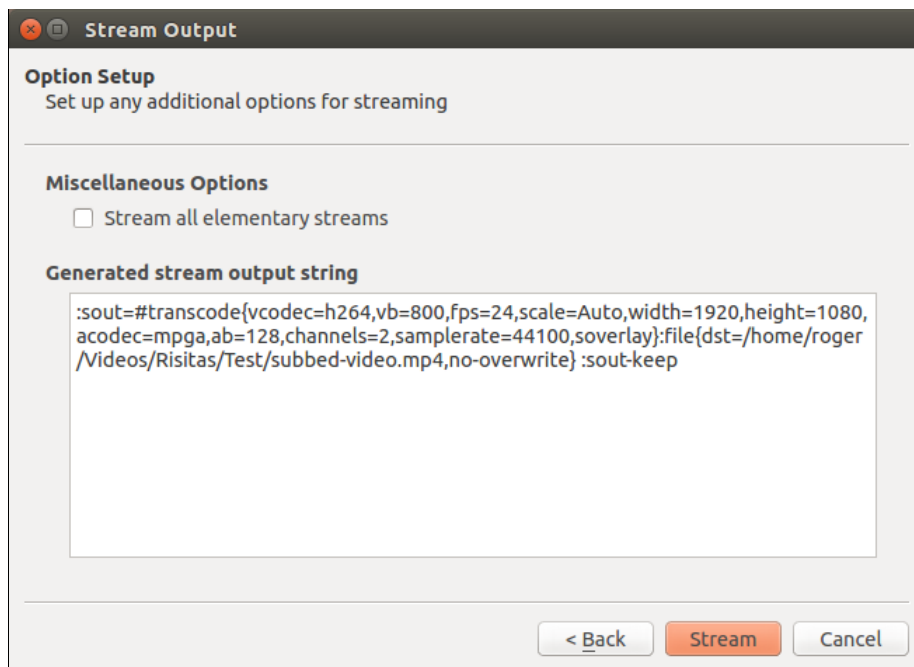 Stream Output
Option Setup
Set up any additional options for streaming
Miscellaneous Options
Stream all elementary streams
Generated stream output string
:sout=#transcode{vcodec=h264,vb=800,fps=24,scale=Auto,width=1920,height=1080,
acodec=mpga,ab=128,channels=2,samplerate=44100,soverlay}:file{dst=/home/roger
/Videos/Risitas/Test/subbed-video.mp4,no-overwrite} :sout-keep
< Back Stream Cancel